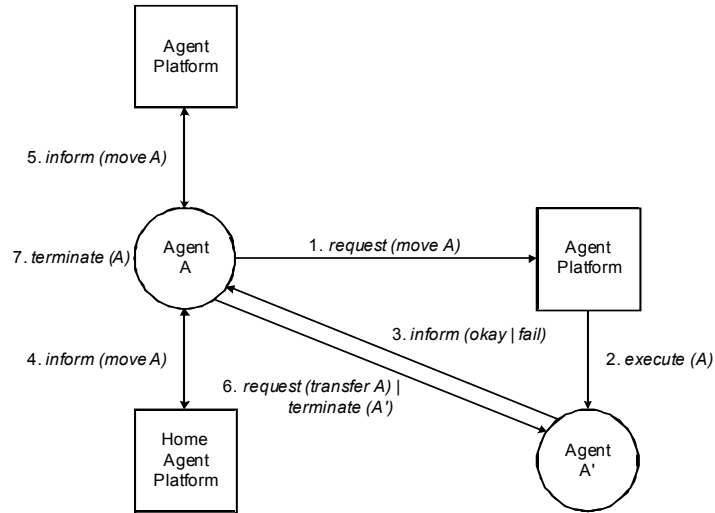 Agent
Platform
5. inform (move A)
7. terminate (A)
Agent
A
1. request (move A)
Agent
Platform
3. inform (okay | fail)
2. execute (A)
4. inform (move A)
6. request (transfer A) |
terminate (A')
Home
Agent
Platform
Agent
A'